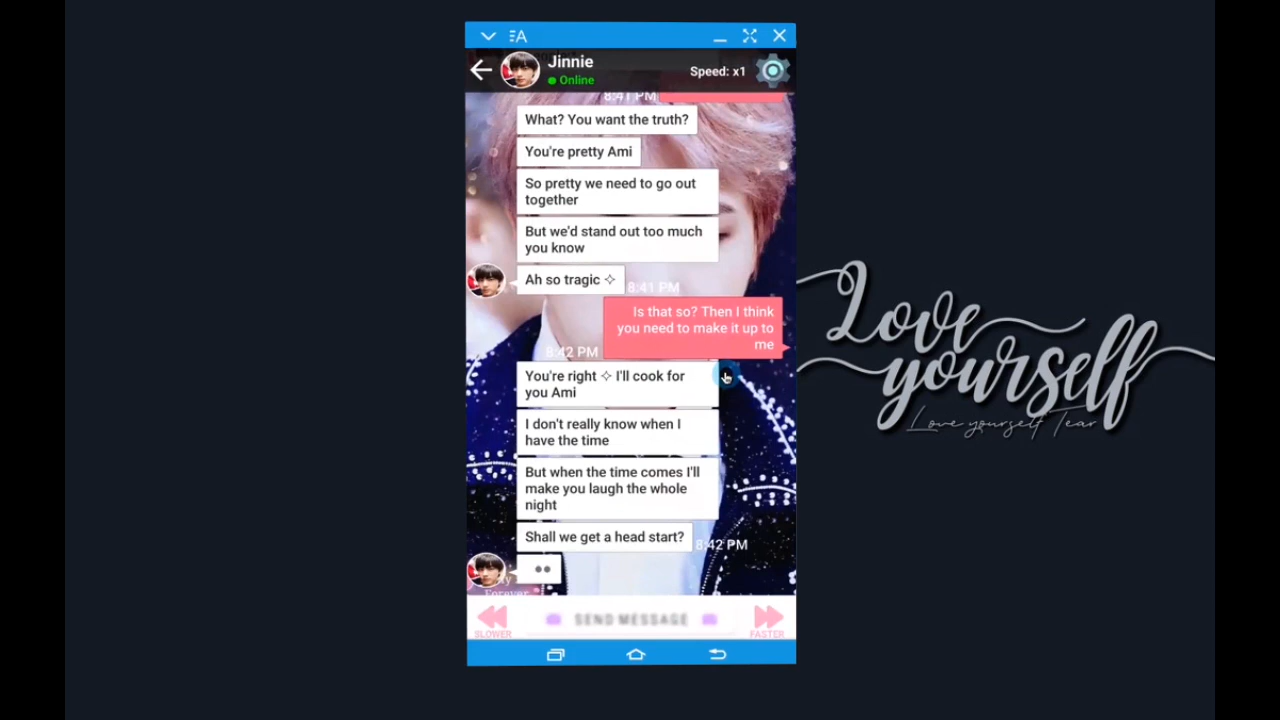 A
Jinnie
Online
Speed: x1
8:41 PM
What? You want the truth?
You're pretty Ami
So pretty we need to go out
together
But we'd stand out too much
you know
Ah so tragic ✧
8:41 PM
Is that so? Then I think
you need to make it up to
me
8:42 PM
You're right ✧ I'll cook for
you Ami
I don't really know when I
have the time
But when the time comes I'll
make you laugh the whole
night
Shall we get a head start?
8:42 PM
Forever
SLOWER
SEND MESSAGE
FASTER
Love
yourself
Love yourself Tear